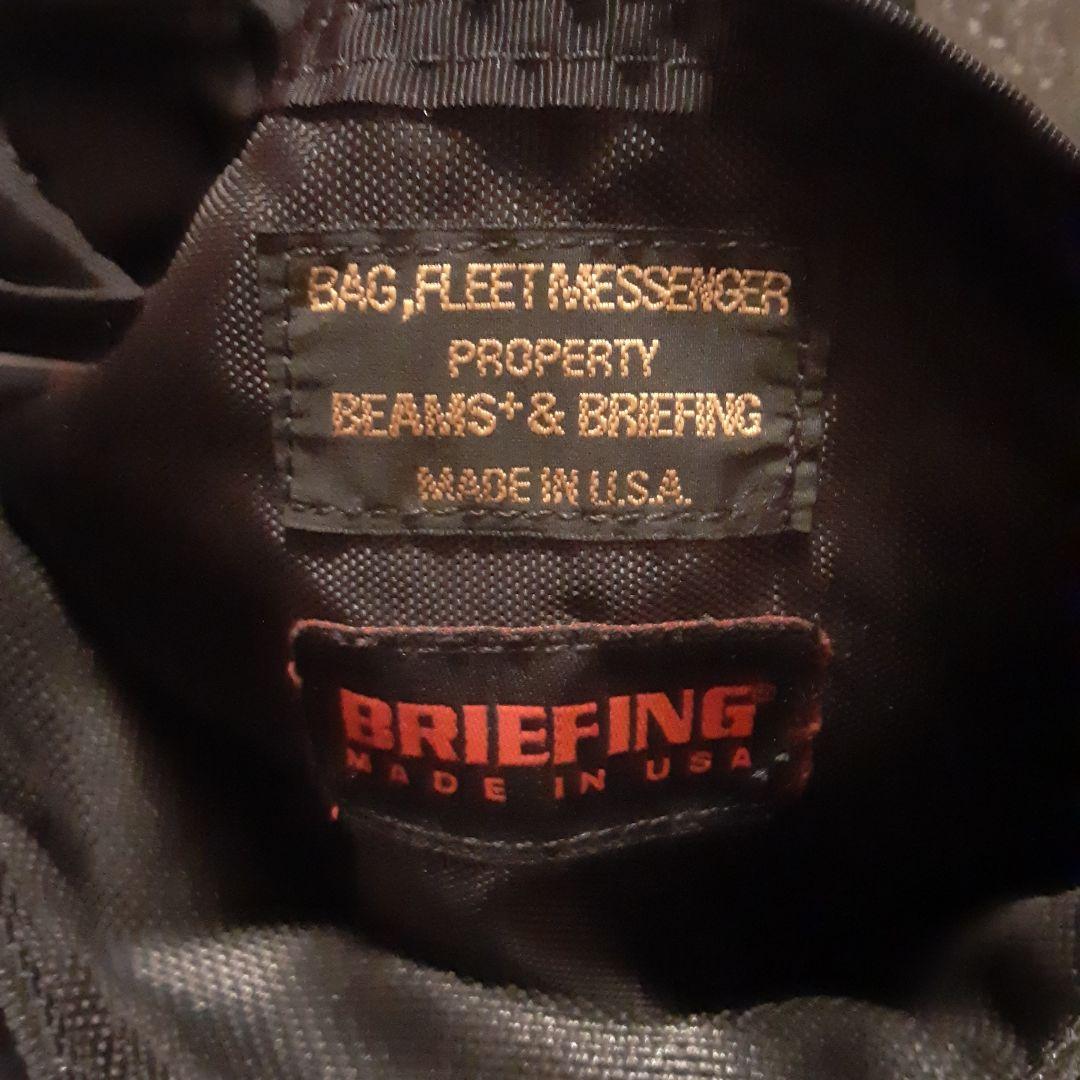 BAG,FLEET MESSENGER
PROPERTY
BEAMS+ & BRIEFING
MADE IN U.S.A.
BRIEFING®
MADE IN USA